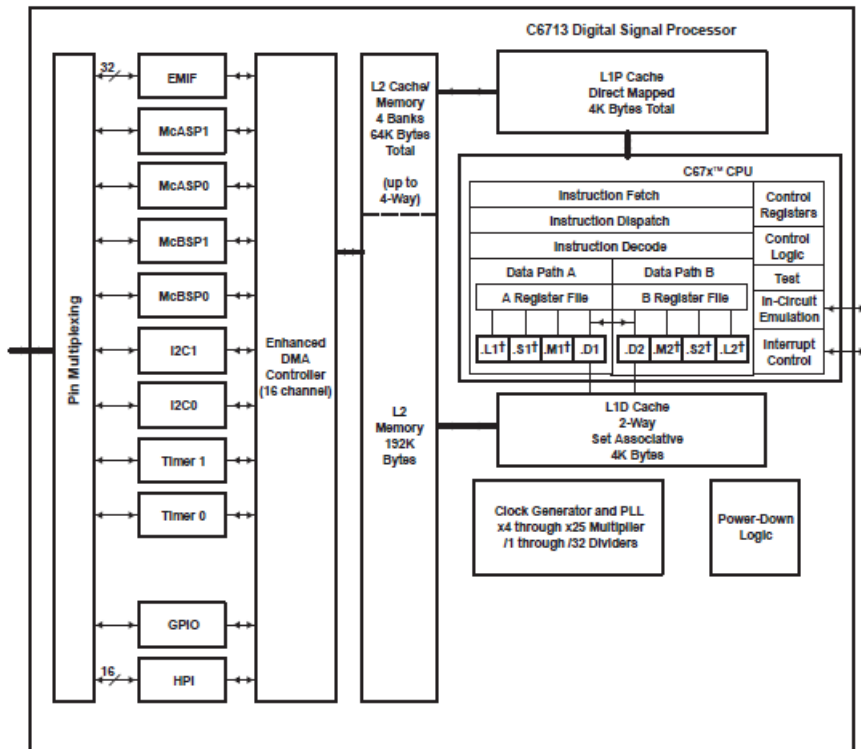 C6713 Digital Signal Processor
Pin Multiplexing
32
EMIF
McASP1
McASP0
McBSP1
McBSP0
I2C1
I2C0
Timer 1
Timer 0
GPIO
16
HPI
Enhanced
DMA
Controller
(16 channel)
L2 Cache/
Memory
4 Banks
64K Bytes
Total
(up to
4-Way)
L2
Memory
192K
Bytes
L1P Cache
Direct Mapped
4K Bytes Total
C67x™ CPU
Instruction Fetch
Instruction Dispatch
Instruction Decode
Data Path A
Data Path B
A Register File
B Register File
.L1† .S1† .M1† .D1
.D2 .M2† .S2† .L2†
Control
Registers
Control
Logic
Test
In-Circuit
Emulation
Interrupt
Control
L1D Cache
2-Way
Set Associative
4K Bytes
Clock Generator and PLL
x4 through x25 Multiplier
/1 through /32 Dividers
Power-Down
Logic